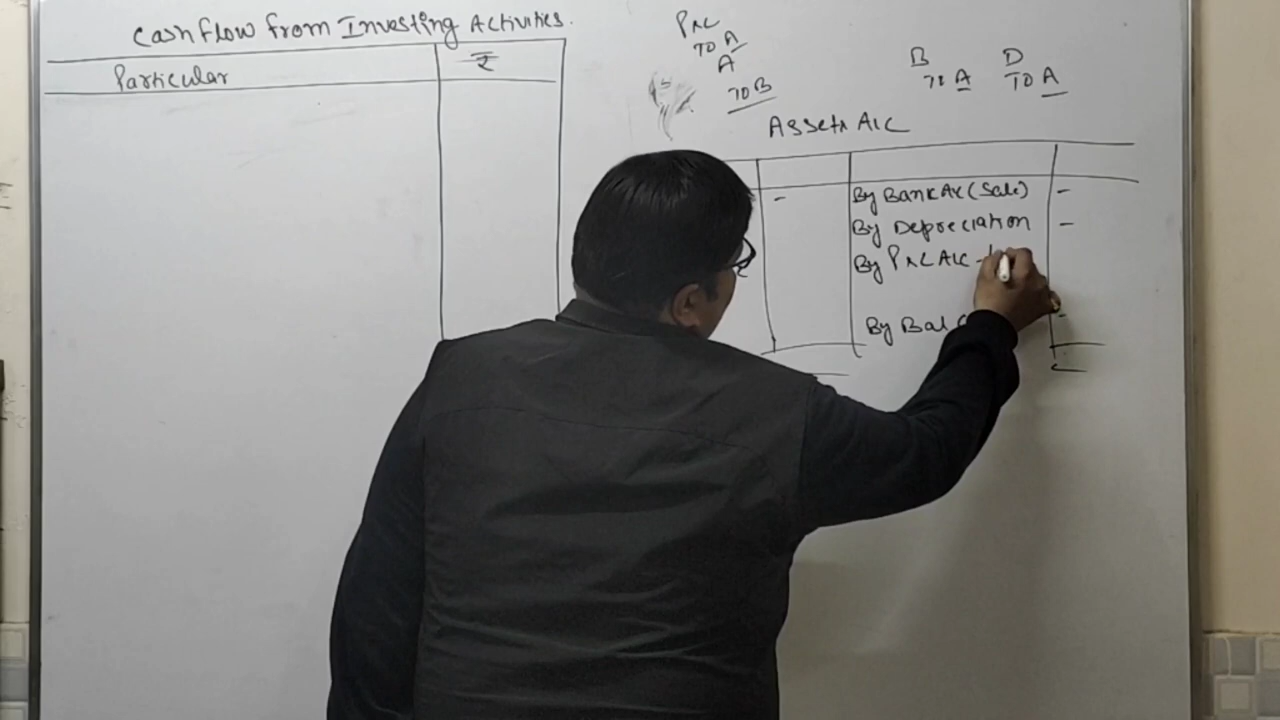 Cash flow from Investing Activities.
Particular ₹
P&L
TO A
A
TO B
B
TO A
D
TO A
Assets A/C
- By Bank A/c (Sale) -
By Depreciation -
By P&L A/C -
By Bal -